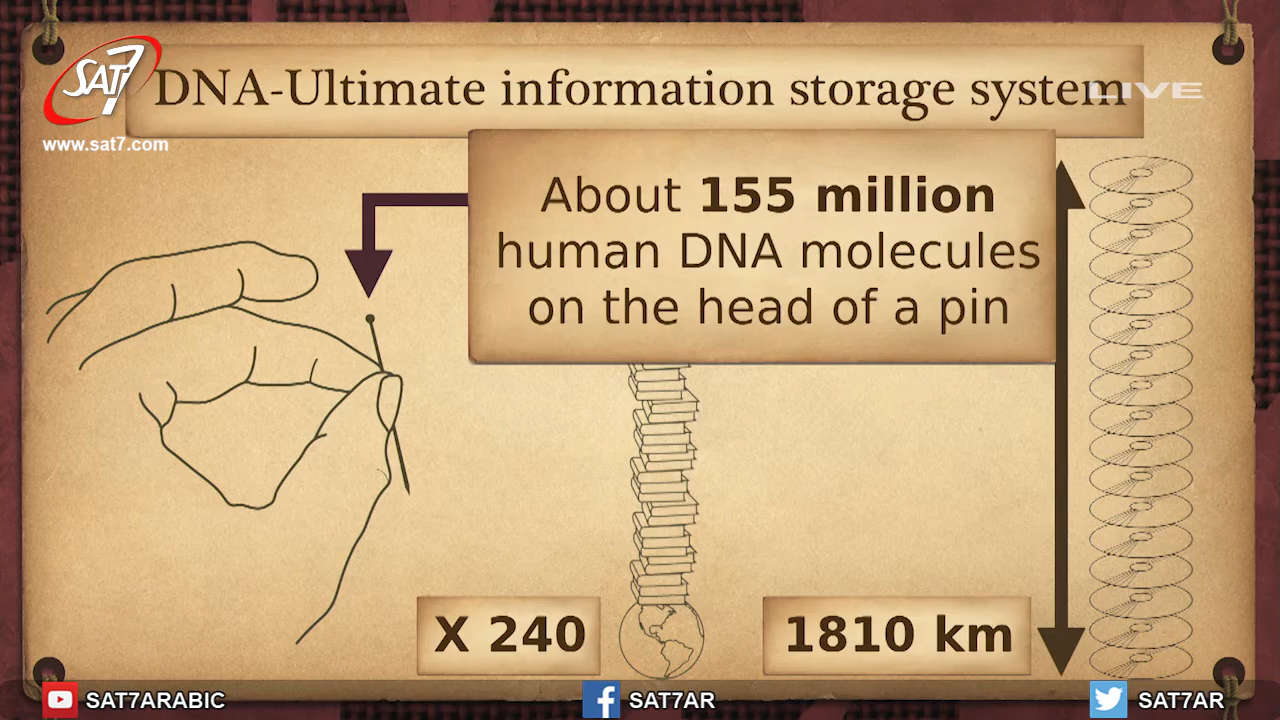 SAT7
DNA-Ultimate information storage system
LIVE
www.sat7.com
About 155 million
human DNA molecules
on the head of a pin
X 240
1810 km
SAT7ARABIC
SAT7AR
SAT7AR